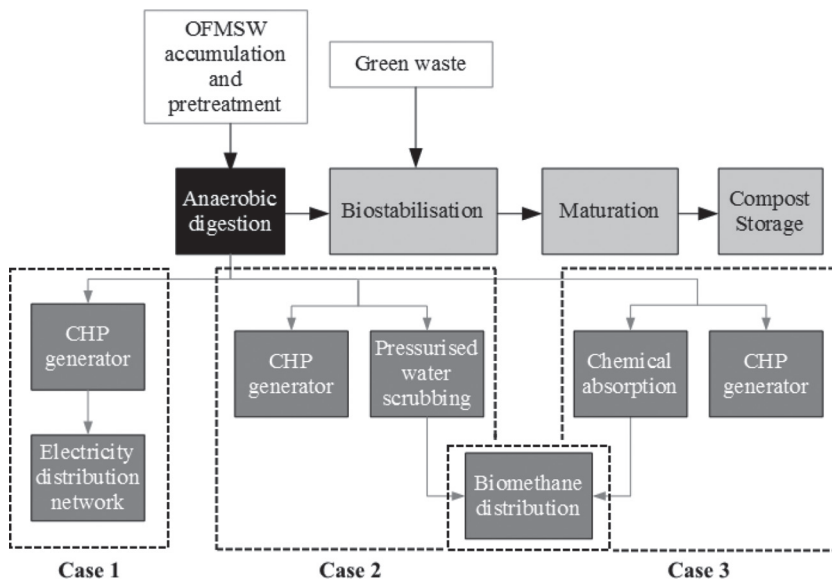 OFMSW
accumulation
and
pretreatment
Green waste
Anaerobic
digestion
Biostabilisation
Maturation
Compost
Storage
CHP
generator
Electricity
distribution
network
CHP
generator
Pressurised
water
scrubbing
Chemical
absorption
CHP
generator
Biomethane
distribution
Case 1
Case 2
Case 3